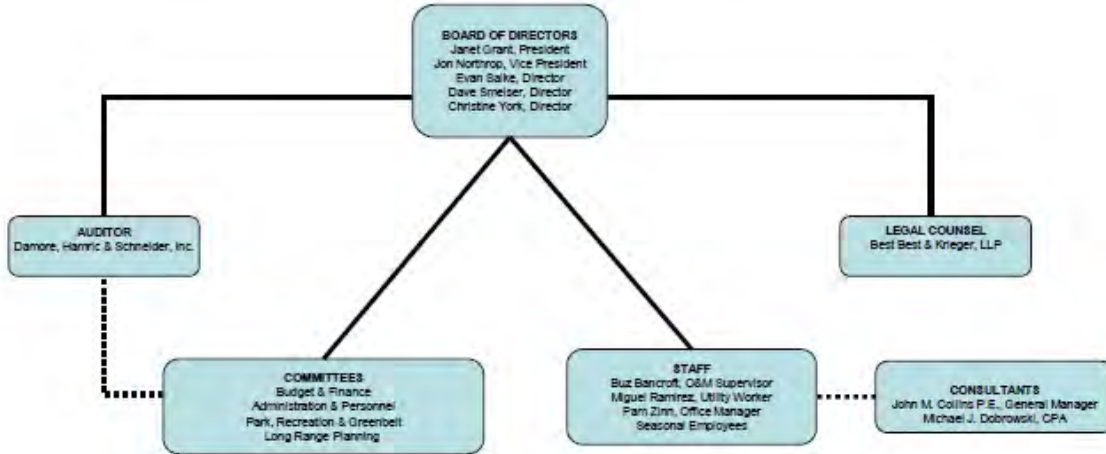 BOARD OF DIRECTORS
Janet Grant, President
Jon Northrop, Vice President
Evan Salke, Director
Dave Smelser, Director
Christine York, Director
AUDITOR
Damore, Hamric & Schneider, Inc.
LEGAL COUNSEL
Best Best & Krieger, LLP
COMMITTEES
Budget & Finance
Administration & Personnel
Park, Recreation & Greenbelt
Long Range Planning
STAFF
Buz Bancroft, O&M Supervisor
Miguel Ramirez, Utility Worker
Pam Zinn, Office Manager
Seasonal Employees
CONSULTANTS
John M. Collins P.E., General Manager
Michael J. Dobrowski, CPA